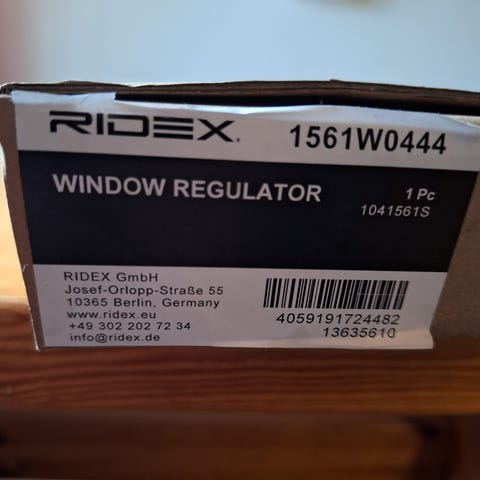 RIDEX 1561W0444
WINDOW REGULATOR 1 Pc
1041561S
RIDEX GmbH
Josef-Orlopp-Straße 55
10365 Berlin, Germany
www.ridex.eu
+49 302 202 72 34
info@ridex.de
4059191724482
13635610